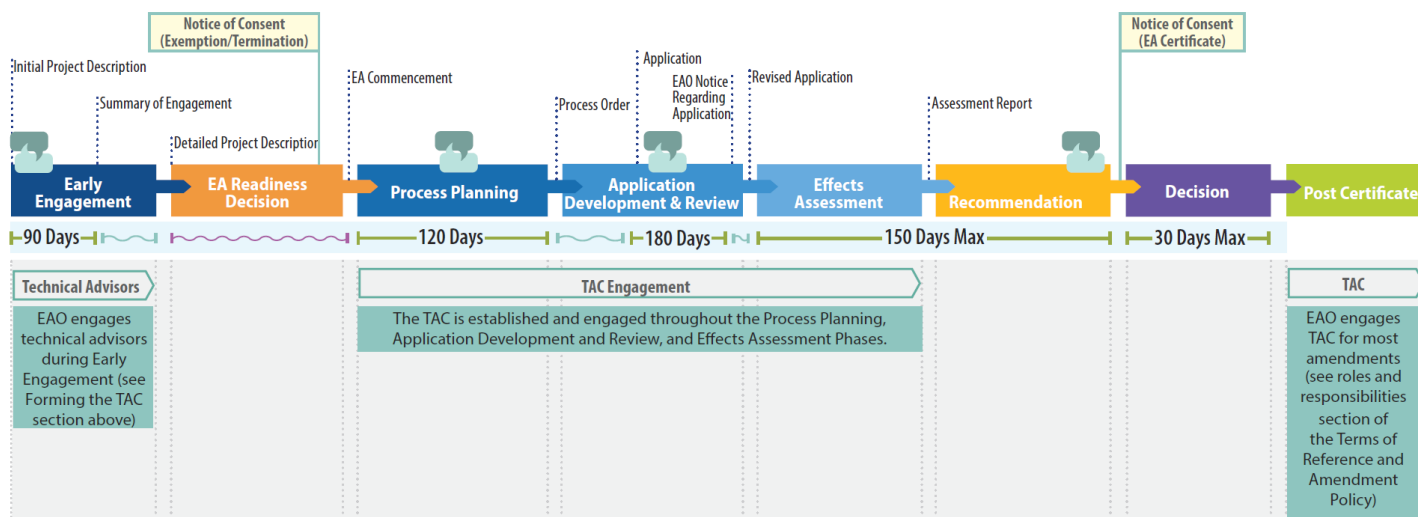 Notice of Consent
(Exemption/Termination)
Notice of Consent
(EA Certificate)
Initial Project Description
Summary of Engagement
Detailed Project Description
EA Commencement
Process Order
Application
EAO Notice
Regarding
Application
Revised Application
Assessment Report
Early
Engagement
EA Readiness
Decision
Process Planning
Application
Development & Review
Effects
Assessment
Recommendation
Decision
Post Certificate
90 Days
120 Days
180 Days
150 Days Max
30 Days Max
Technical Advisors
EAO engages
technical advisors
during Early
Engagement (see
Forming the TAC
section above)
TAC Engagement
The TAC is established and engaged throughout the Process Planning,
Application Development and Review, and Effects Assessment Phases.
TAC
EAO engages
TAC for most
amendments
(see roles and
responsibilities
section of
the Terms of
Reference and
Amendment
Policy)